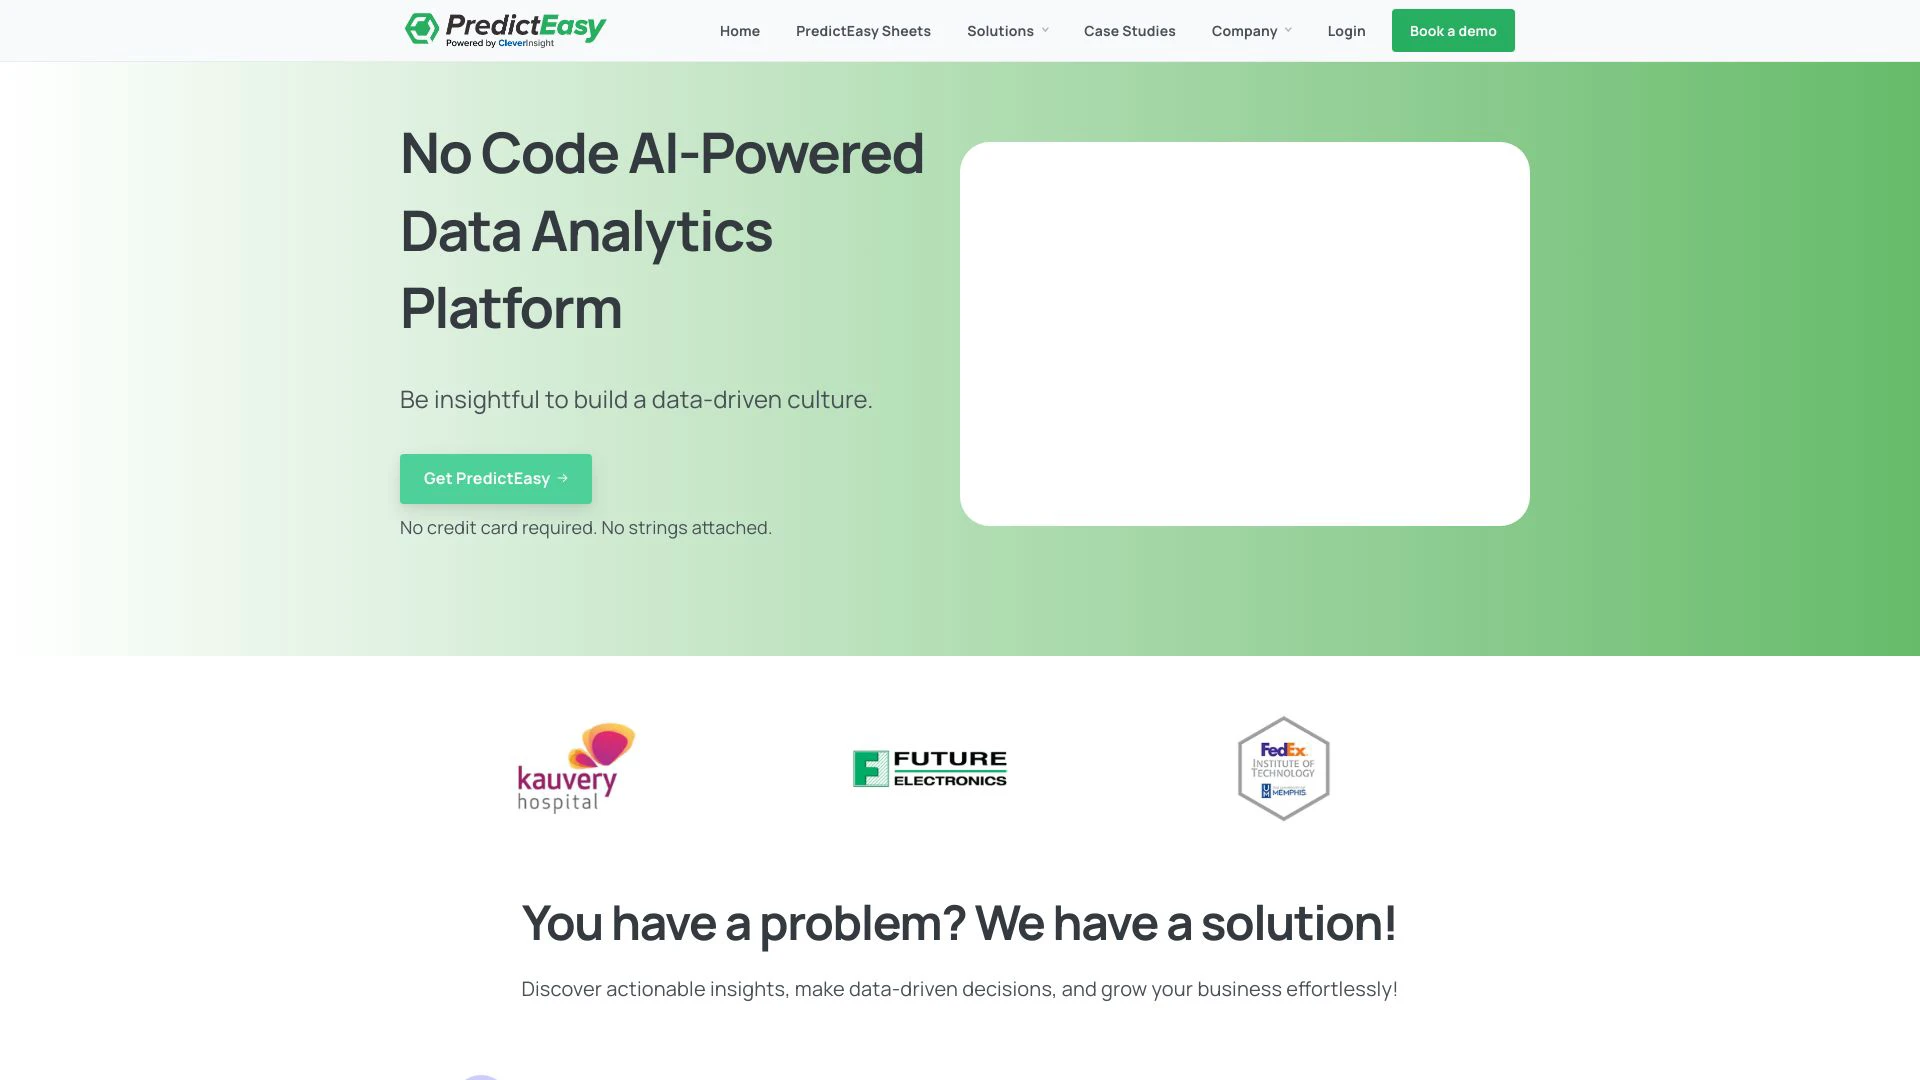 PredictEasy
Powered by CleverInsight
Home
PredictEasy Sheets
Solutions
Case Studies
Company
Login
Book a demo
No Code AI-Powered
Data Analytics
Platform
Be insightful to build a data-driven culture.
Get PredictEasy
No credit card required. No strings attached.
kauvery
hospital
FUTURE
ELECTRONICS
FedEx
INSTITUTE OF
TECHNOLOGY
MEMPHIS
You have a problem? We have a solution!
Discover actionable insights, make data-driven decisions, and grow your business effortlessly!